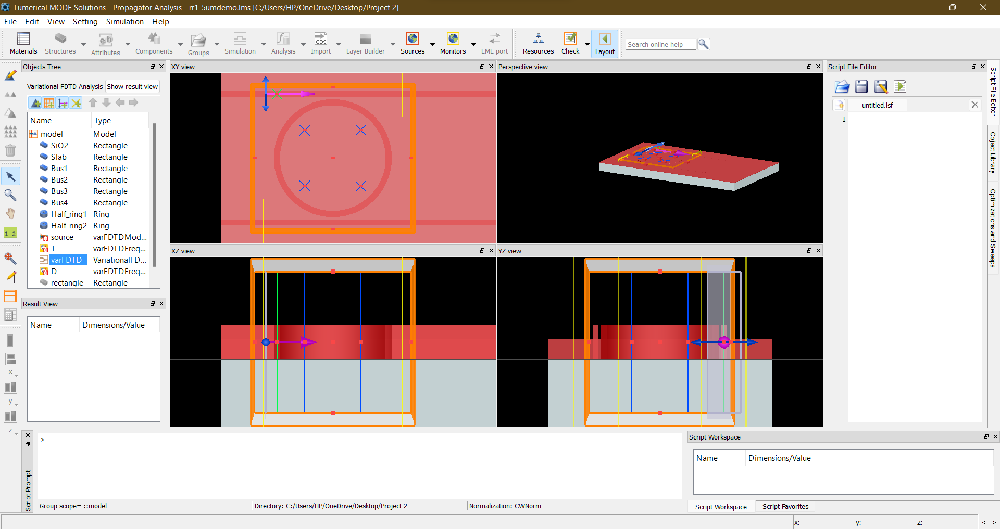 Lumerical MODE Solutions - Propagator Analysis - rr1-5umdemo.lms [C:/Users/HP/OneDrive/Desktop/Project 2]
File Edit View Setting Simulation Help
Materials Structures Attributes Components Groups Simulation Analysis Import Layer Builder Sources Monitors EME port Resources Check Layout Search online help
GDS
Objects Tree
Variational FDTD Analysis Show result view
Name Type
model Model
SiO2 Rectangle
Slab Rectangle
Bus1 Rectangle
Bus2 Rectangle
Bus3 Rectangle
Bus4 Rectangle
Half_ring1 Ring
Half_ring2 Ring
source varFDTDMod...
T varFDTDFreq...
varFDTD VariationalFD...
D varFDTDFreq...
rectangle Rectangle
Result View
Name Dimensions/Value
XY view
Perspective view
XZ view
YZ view
Script File Editor
untitled.lsf
1
Script File Editor
Object Library
Optimizations and Sweeps
1 2
x
y
z
Script Prompt
>
Group scope= ::model Directory: C:/Users/HP/OneDrive/Desktop/Project 2 Normalization: CWNorm
Script Workspace
Name Dimensions/Value
Script Workspace Script Favorites
x: y: z: < >